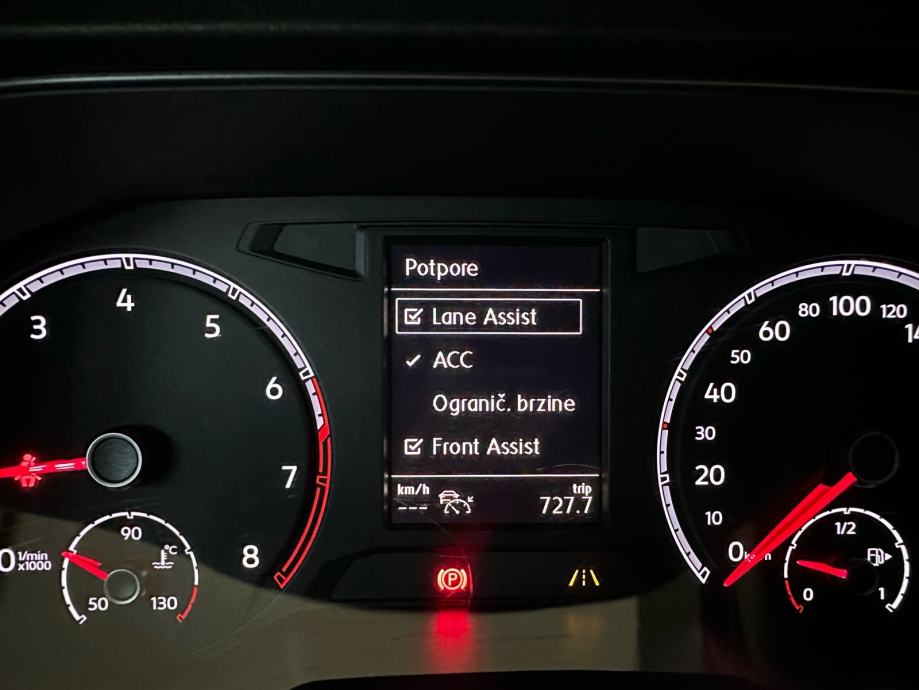 Potpore
Lane Assist
ACC
Ogranič. brzine
Front Assist
km/h
---
trip
727.7
3
4
5
6
7
8
0 1/min
x1000
50
90
130
°C
P
0
10
20
30
40
50
60
80
100
120
14
0
1/2
1